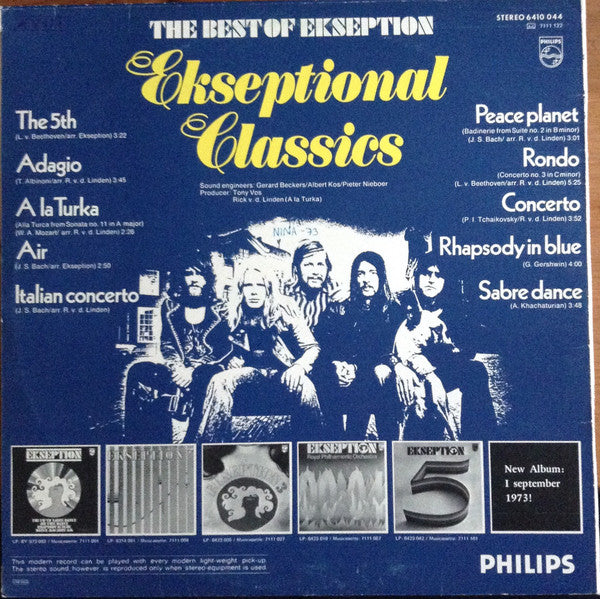 THE BEST OF EKSEPTION
STEREO 6410 044
7111 122
PHILIPS
Ekseptional
Classics
The 5th
(L. v. Beethoven/arr. Ekseption) 3:22
Adagio
(T. Albinoni/arr. R. v. d. Linden) 3:45
A la Turka
(Alla Turca from Sonata no. 11 in A major)
(W. A. Mozart/ arr. R. v. d. Linden) 2:26
Air
(J. S. Bach/arr. Ekseption) 2:50
Italian concerto
(J. S. Bach/arr. R. v. d. Linden)
Sound engineers: Gerard Beckers/Albert Kos/Pieter Nieboer
Producer: Tony Vos
Rick v. d. Linden (A la Turka)
NINA -73
Peace planet
(Badinerie from Suite no. 2 in B minor)
(J. S. Bach/ arr. R. v. d. Linden) 3:01
Rondo
(Concerto no. 3 in C minor)
(L. v. Beethoven/arr. R. v. d. Linden) 5:25
Concerto
(P. I. Tchaikovsky/R. v. d. Linden) 3:52
Rhapsody in blue
(G. Gershwin) 4:00
Sabre dance
(A. Khachaturian) 3:48
EKSEPTION
EKSEPTION
EKSEPTION
Royal Philharmonic Orchestra
EKSEPTION
5
New Album:
1 september
1973!
This modern record can be played with every modern light-weight pick-up
The stereo sound, however is reproduced only when stereo equipment is used.
PHILIPS